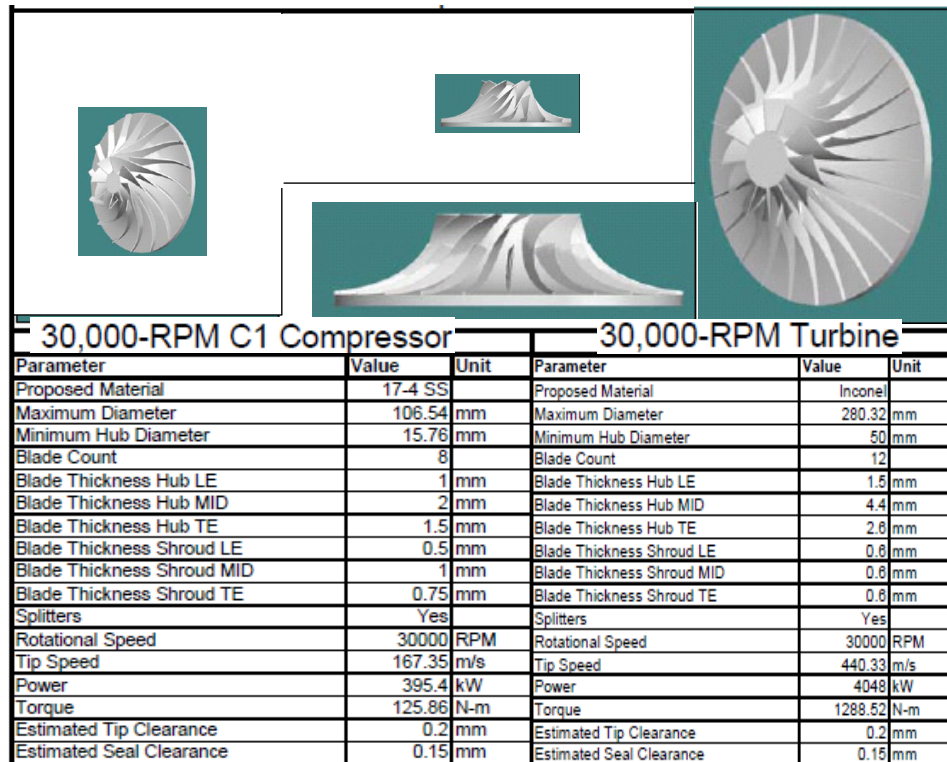 30,000-RPM C1 Compressor
Parameter Value Unit
Proposed Material 17-4 SS
Maximum Diameter 106.54 mm
Minimum Hub Diameter 15.76 mm
Blade Count 8
Blade Thickness Hub LE 1 mm
Blade Thickness Hub MID 2 mm
Blade Thickness Hub TE 1.5 mm
Blade Thickness Shroud LE 0.5 mm
Blade Thickness Shroud MID 1 mm
Blade Thickness Shroud TE 0.75 mm
Splitters Yes
Rotational Speed 30000 RPM
Tip Speed 167.35 m/s
Power 395.4 kW
Torque 125.86 N-m
Estimated Tip Clearance 0.2 mm
Estimated Seal Clearance 0.15 mm
30,000-RPM Turbine
Parameter Value Unit
Proposed Material Inconel
Maximum Diameter 280.32 mm
Minimum Hub Diameter 50 mm
Blade Count 12
Blade Thickness Hub LE 1.5 mm
Blade Thickness Hub MID 4.4 mm
Blade Thickness Hub TE 2.6 mm
Blade Thickness Shroud LE 0.6 mm
Blade Thickness Shroud MID 0.6 mm
Blade Thickness Shroud TE 0.6 mm
Splitters Yes
Rotational Speed 30000 RPM
Tip Speed 440.33 m/s
Power 4048 kW
Torque 1288.52 N-m
Estimated Tip Clearance 0.2 mm
Estimated Seal Clearance 0.15 mm